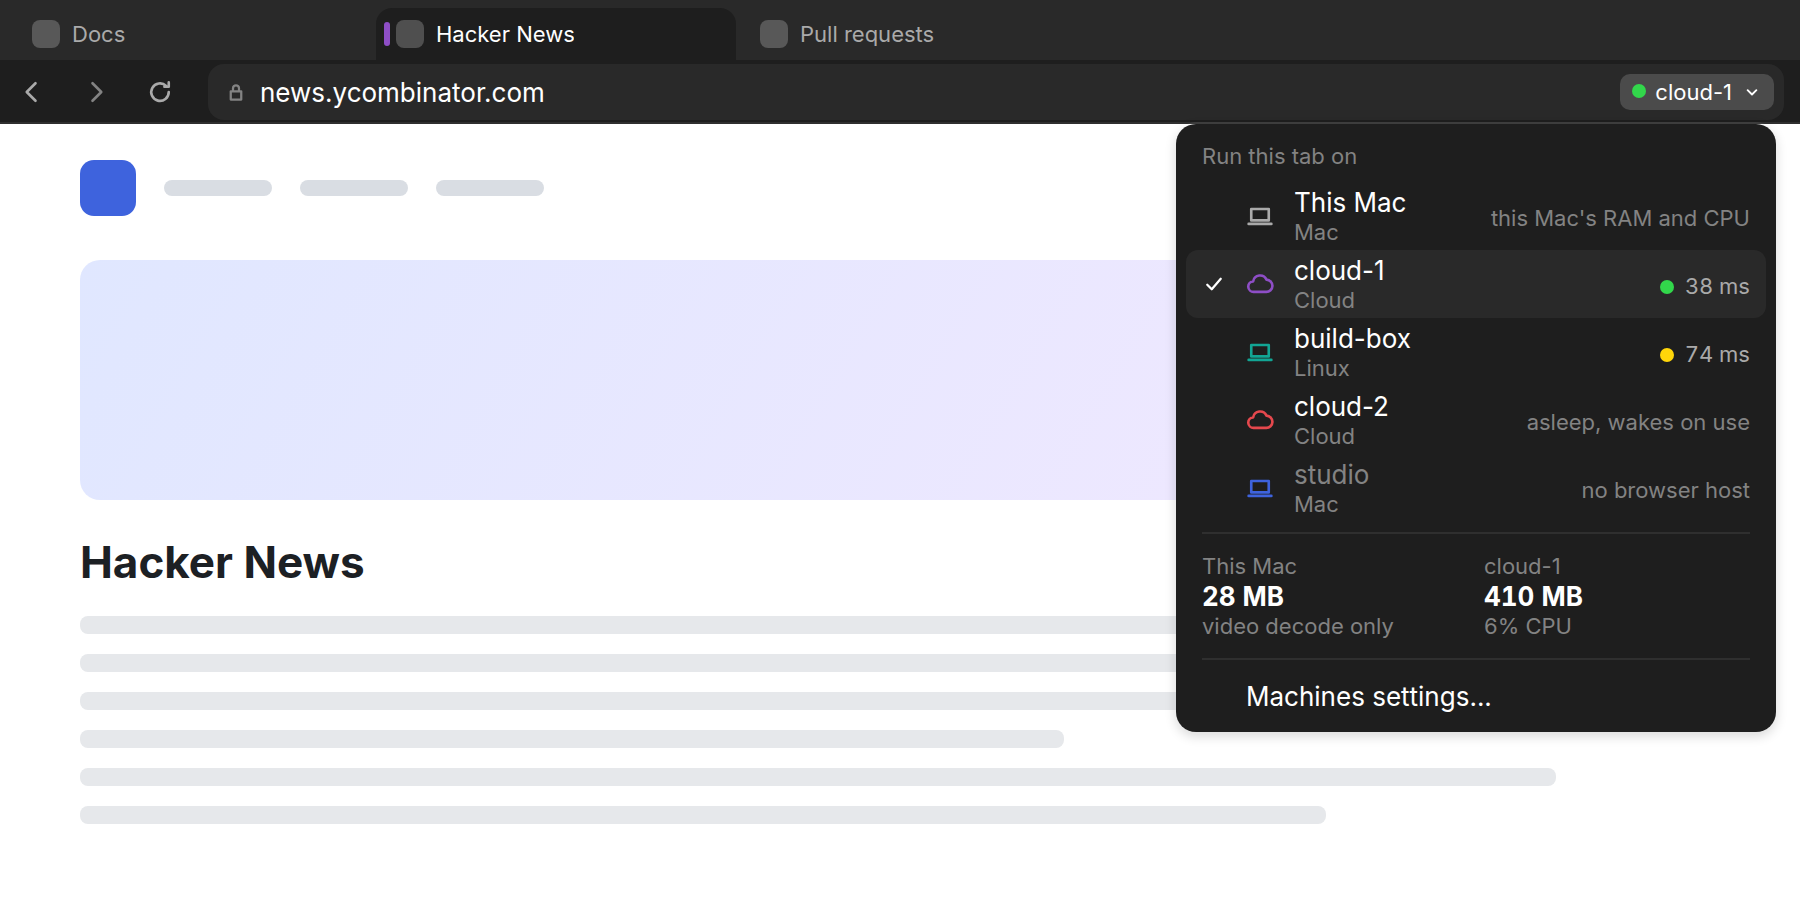 Docs
Hacker News
Pull requests
news.ycombinator.com
cloud-1
Run this tab on
This Mac
Mac
this Mac's RAM and CPU
cloud-1
Cloud
38 ms
build-box
Linux
74 ms
cloud-2
Cloud
asleep, wakes on use
studio
Mac
no browser host
Hacker News
This Mac
28 MB
video decode only
cloud-1
410 MB
6% CPU
Machines settings...